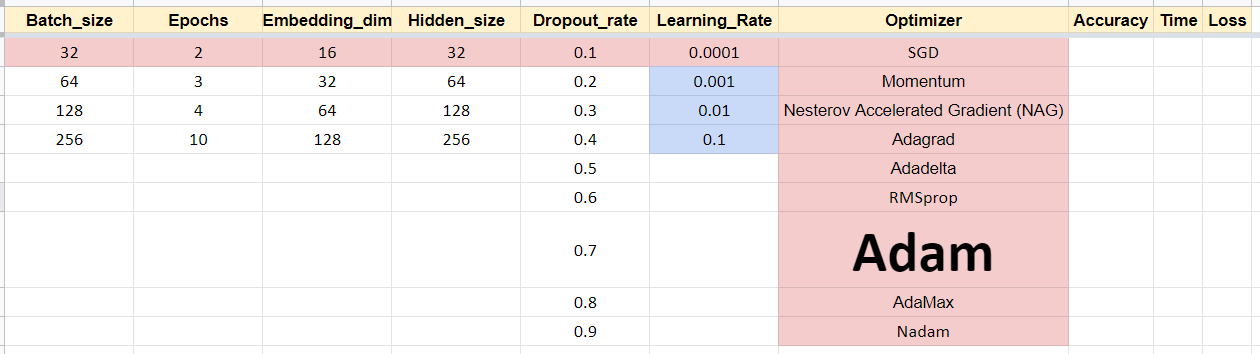 Batch_size Epochs Embedding_dim Hidden_size Dropout_rate Learning_Rate Optimizer Accuracy Time Loss
32 2 16 32 0.1 0.0001 SGD
64 3 32 64 0.2 0.001 Momentum
128 4 64 128 0.3 0.01 Nesterov Accelerated Gradient (NAG)
256 10 128 256 0.4 0.1 Adagrad
0.5 Adadelta
0.6 RMSprop
0.7 Adam
0.8 AdaMax
0.9 Nadam